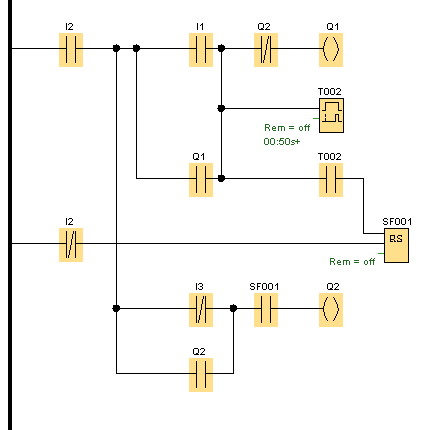 I2 I1 Q2 Q1
T002
Rem = off
00:50s+
Q1 T002
I2 SF001
RS
Rem = off
I3 SF001 Q2
Q2